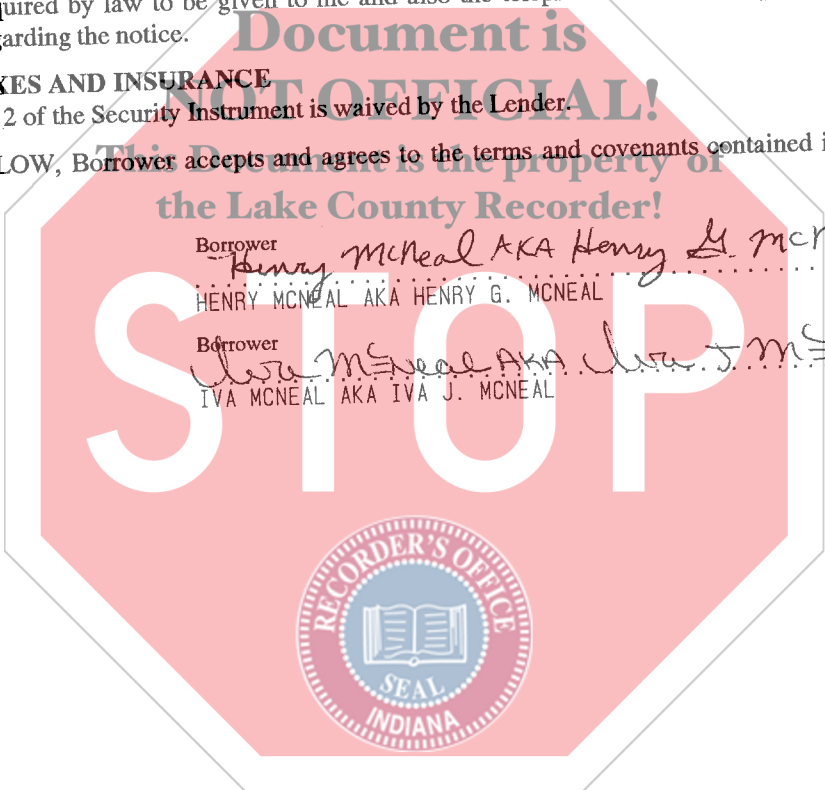 quired by law to be given to me and also the
garding the notice.
Document is
XES AND INSURANCE
NOT OFFICIAL!
2 of the Security Instrument is waived by the Lender.
LOW, Borrower accepts and agrees to the terms and covenants contained i
This Document is the property of
the Lake County Recorder!
Borrower
Henry McNeal AKA Henry G. McN
HENRY MCNEAL AKA HENRY G. MCNEAL
Borrower
Iva McNeal AKA Iva J. Mc
IVA MCNEAL AKA IVA J. MCNEAL
STOP
RECORDER'S OFFICE
SEAL
INDIANA